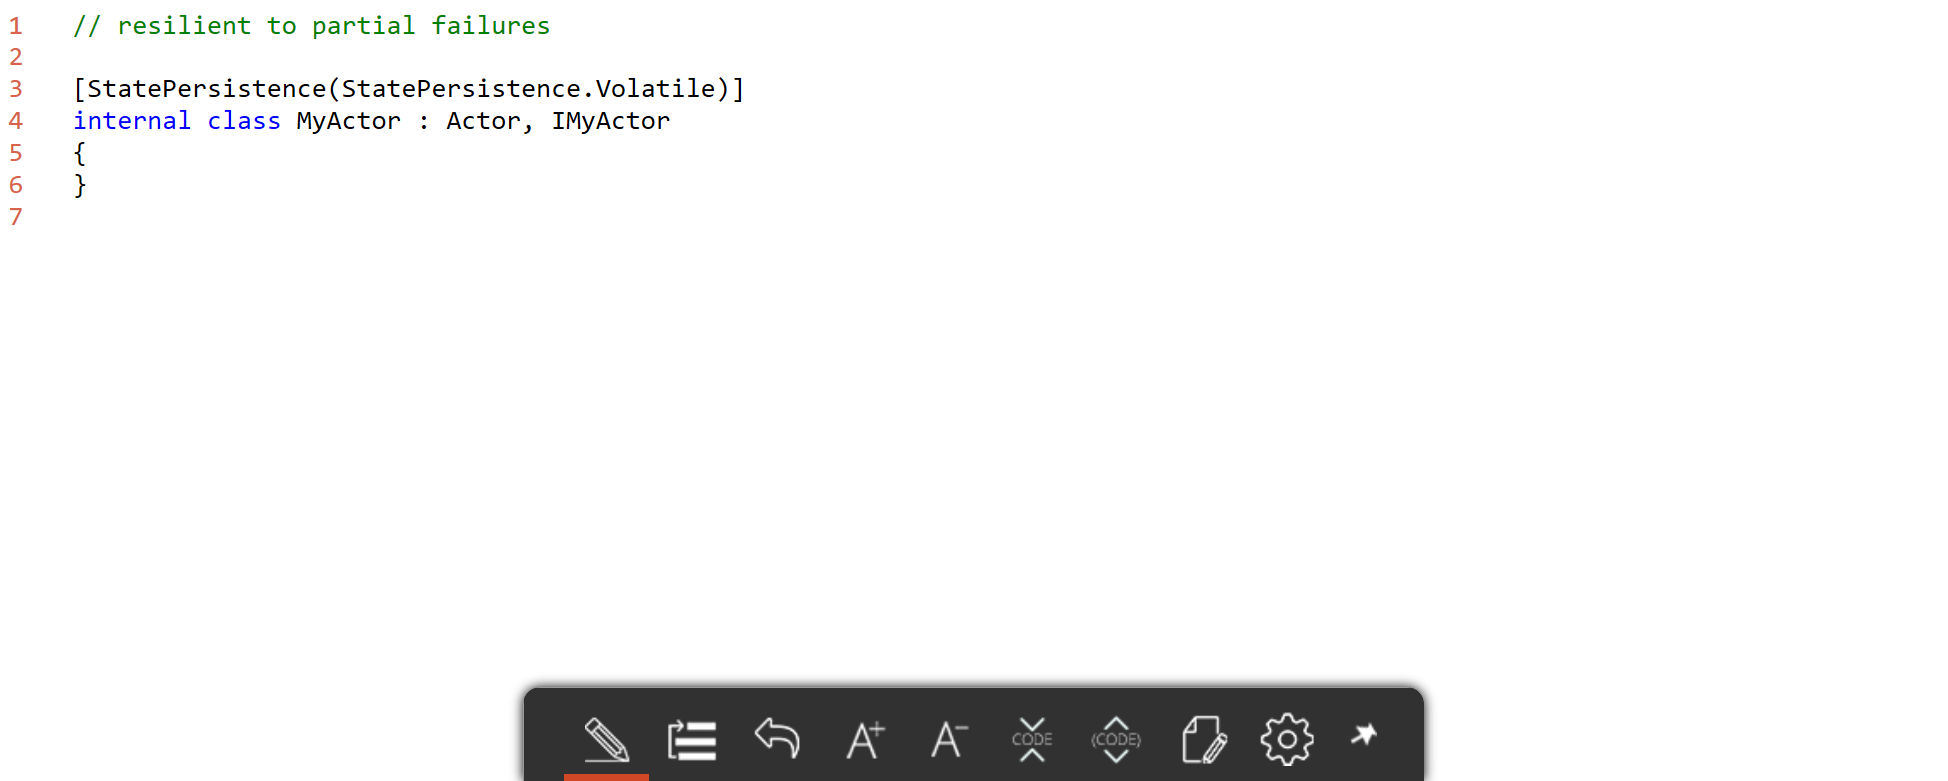 1 // resilient to partial failures
2
3 [StatePersistence(StatePersistence.Volatile)]
4 internal class MyActor : Actor, IMyActor
5 {
6 }
7
A+ A- CODE (CODE)